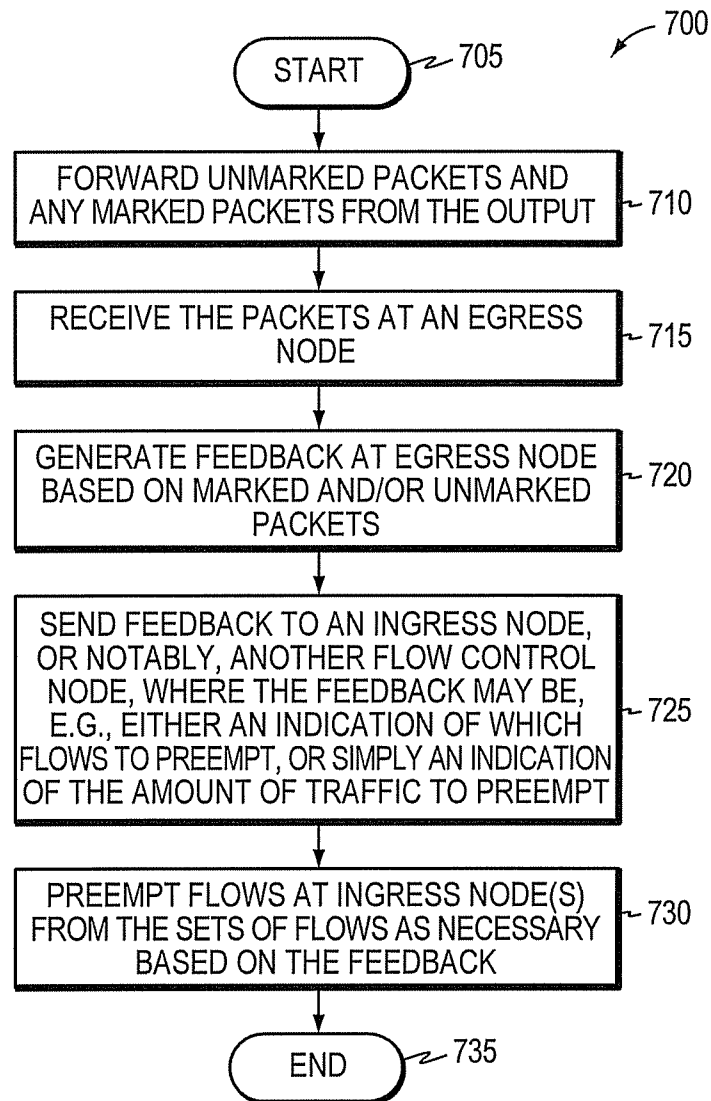 700
START
705
FORWARD UNMARKED PACKETS AND
ANY MARKED PACKETS FROM THE OUTPUT
710
RECEIVE THE PACKETS AT AN EGRESS
NODE
715
GENERATE FEEDBACK AT EGRESS NODE
BASED ON MARKED AND/OR UNMARKED
PACKETS
720
SEND FEEDBACK TO AN INGRESS NODE,
OR NOTABLY, ANOTHER FLOW CONTROL
NODE, WHERE THE FEEDBACK MAY BE,
E.G., EITHER AN INDICATION OF WHICH
FLOWS TO PREEMPT, OR SIMPLY AN INDICATION
OF THE AMOUNT OF TRAFFIC TO PREEMPT
725
PREEMPT FLOWS AT INGRESS NODE(S)
FROM THE SETS OF FLOWS AS NECESSARY
BASED ON THE FEEDBACK
730
END
735